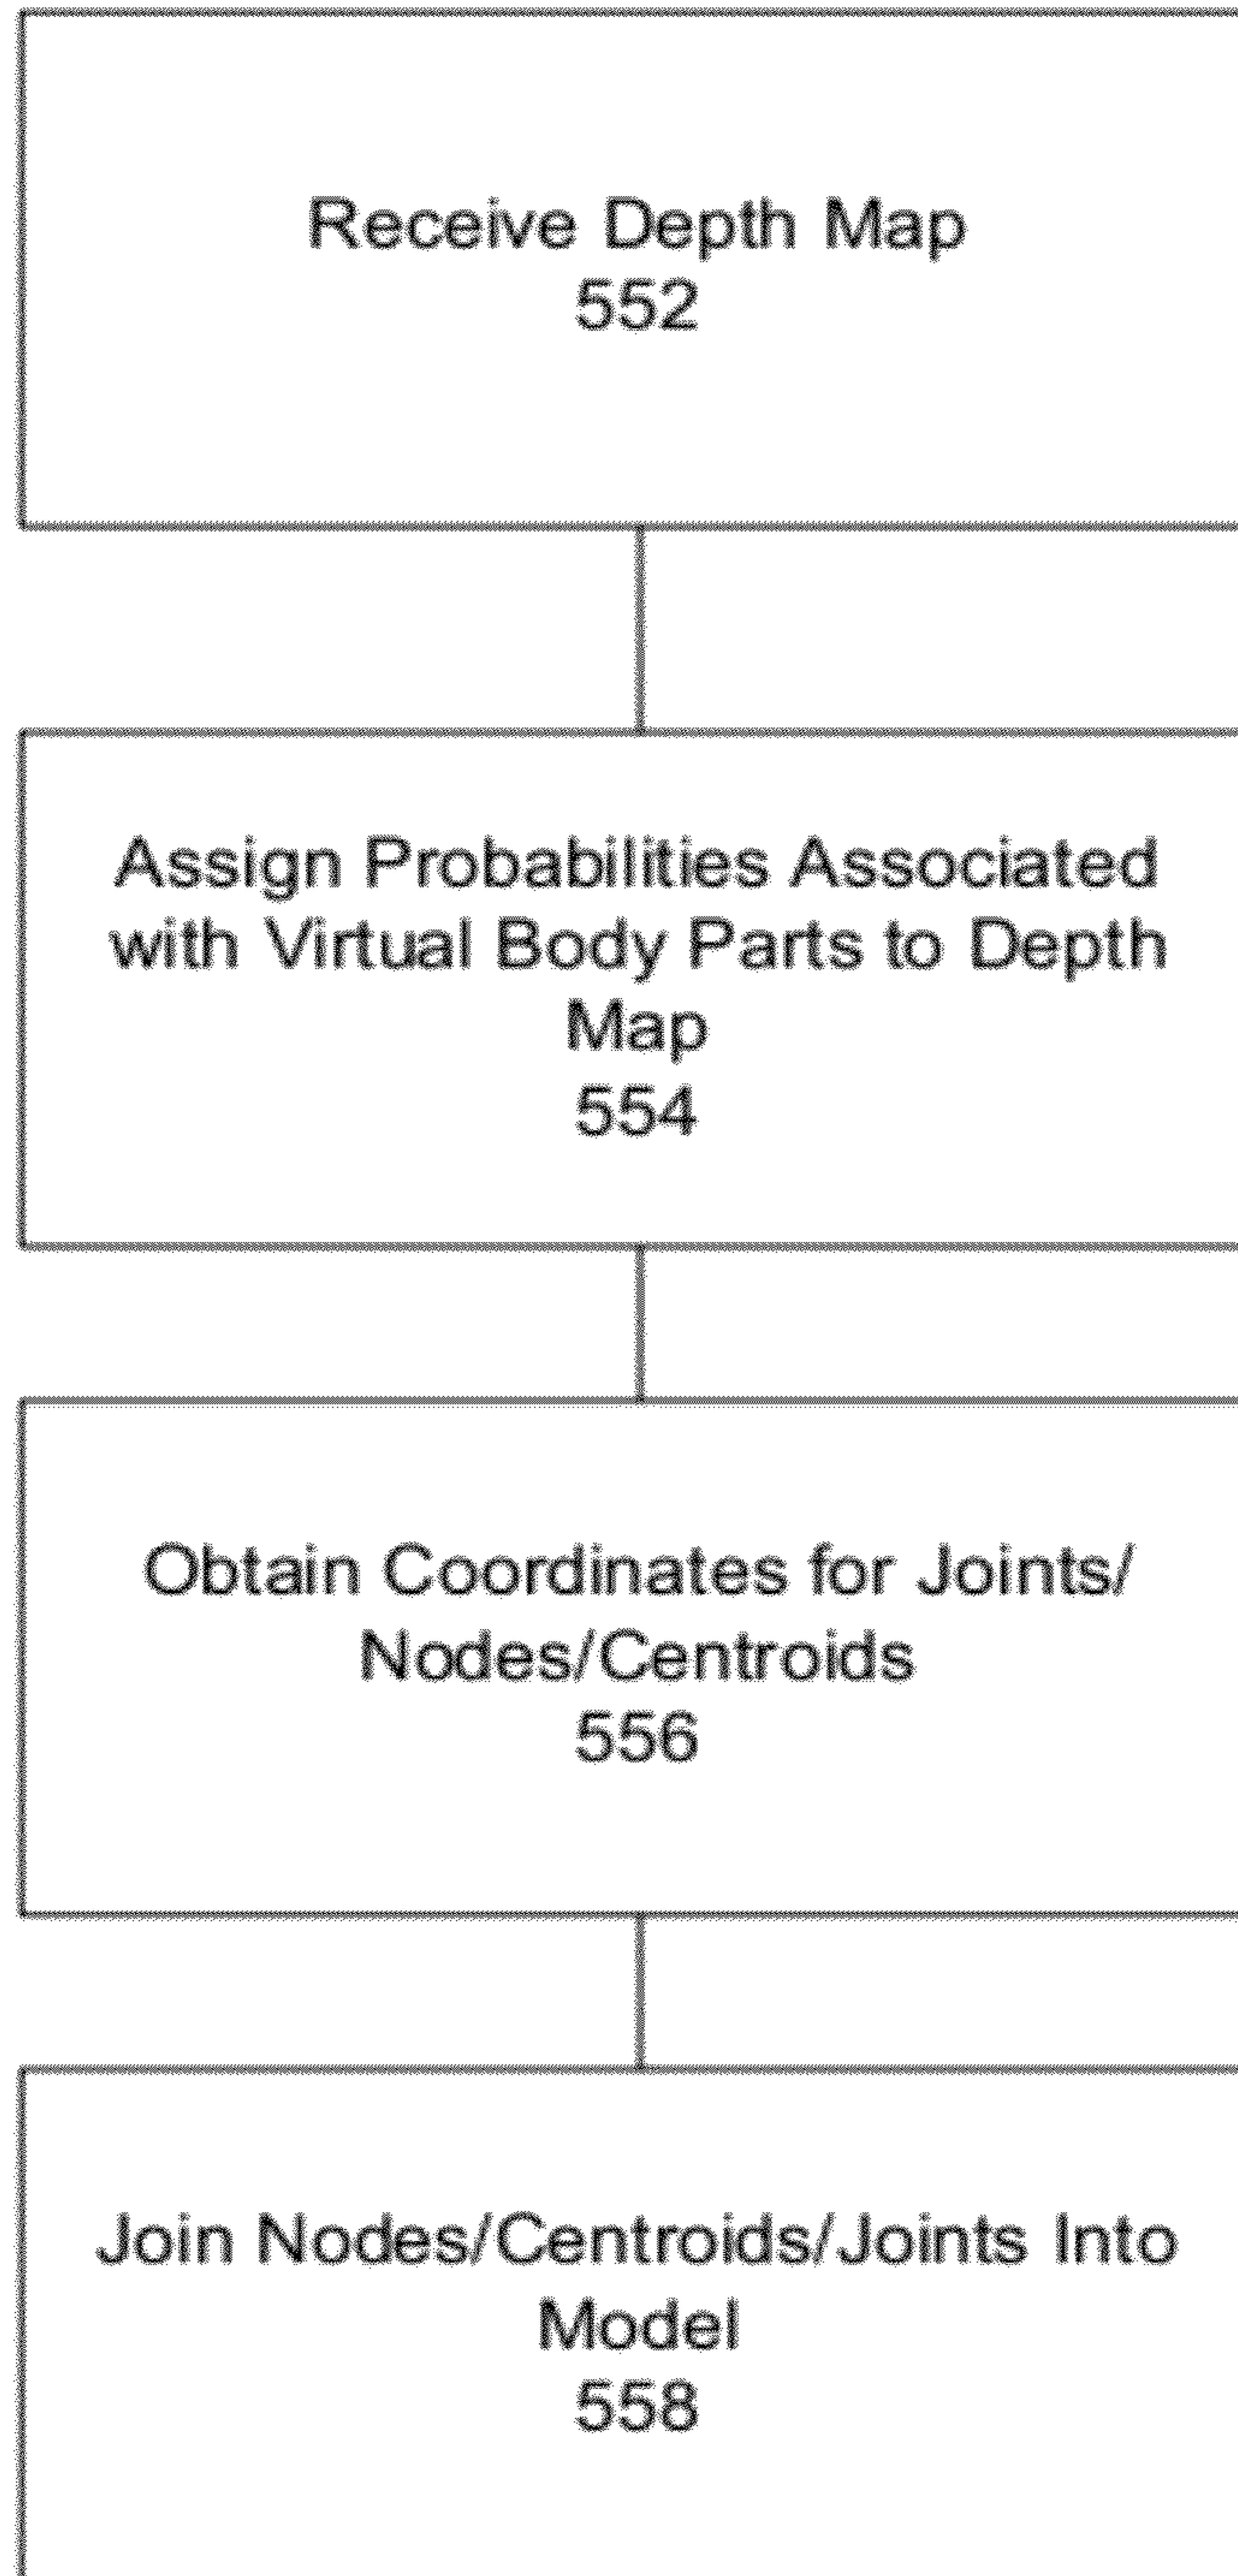 Receive Depth Map
552
Assign Probabilities Associated
with Virtual Body Parts to Depth
Map
554
Obtain Coordinates for Joints/
Nodes/Centroids
556
Join Nodes/Centroids/Joints Into
Model
558